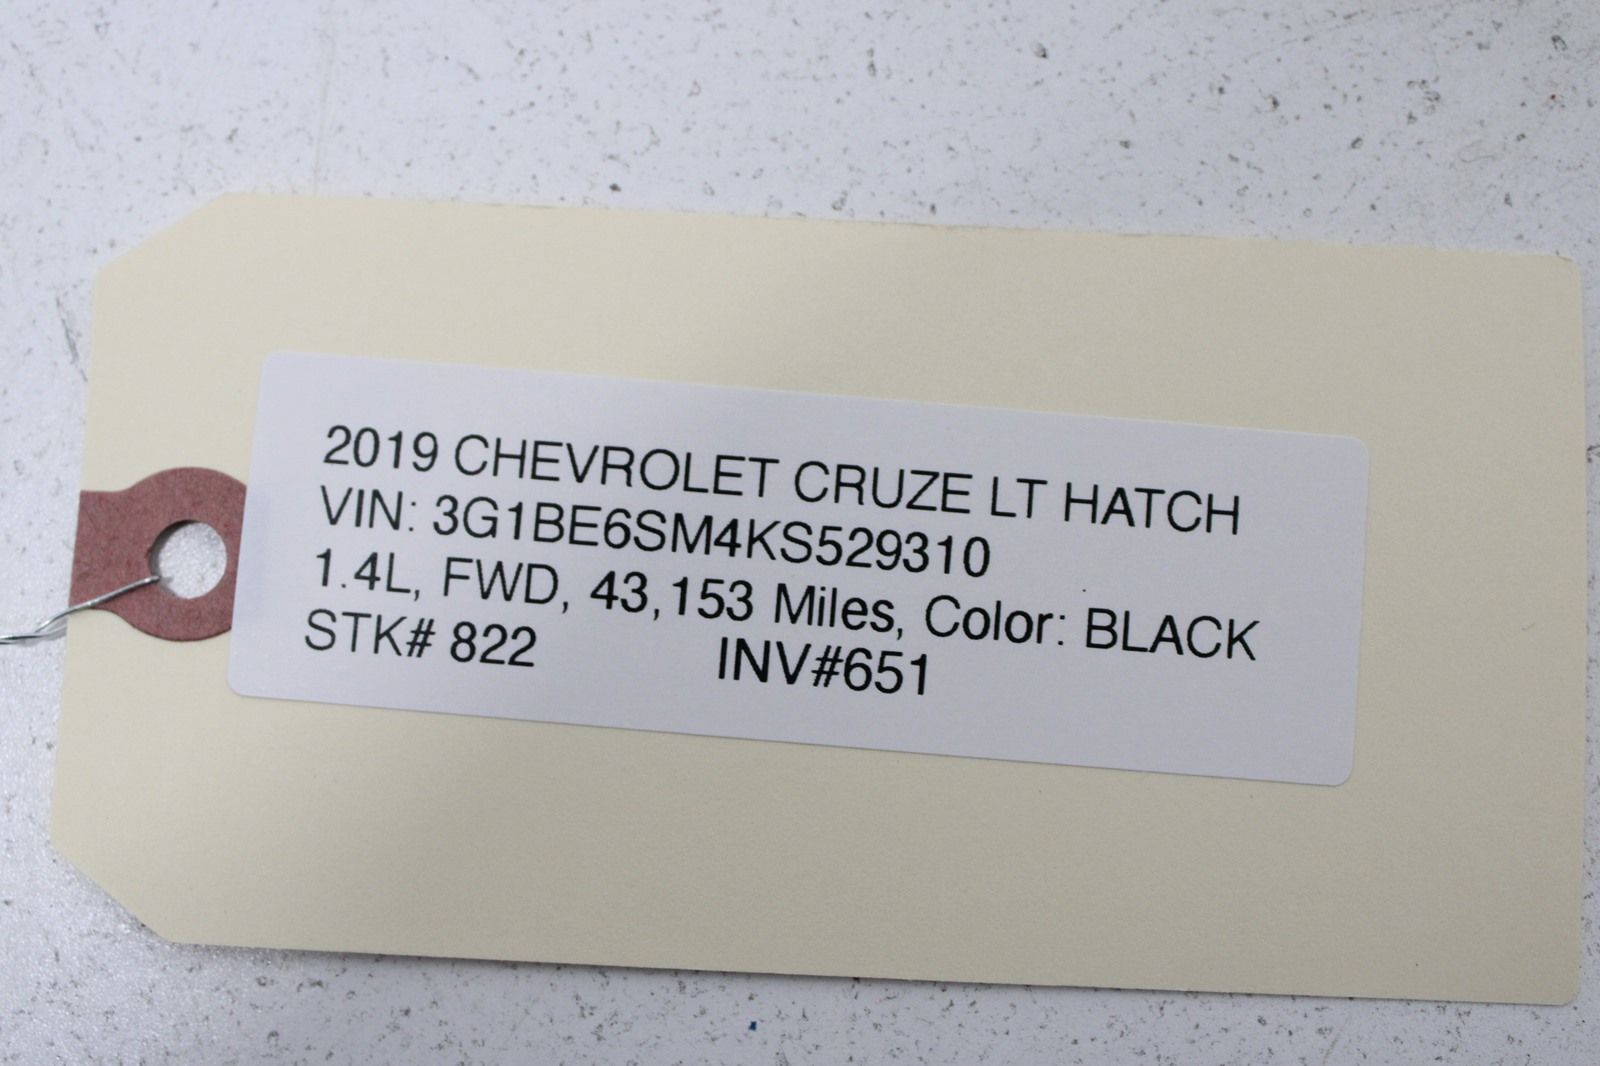 2019 CHEVROLET CRUZE LT HATCH
VIN: 3G1BE6SM4KS529310
1.4L, FWD, 43,153 Miles, Color: BLACK
STK# 822 INV#651